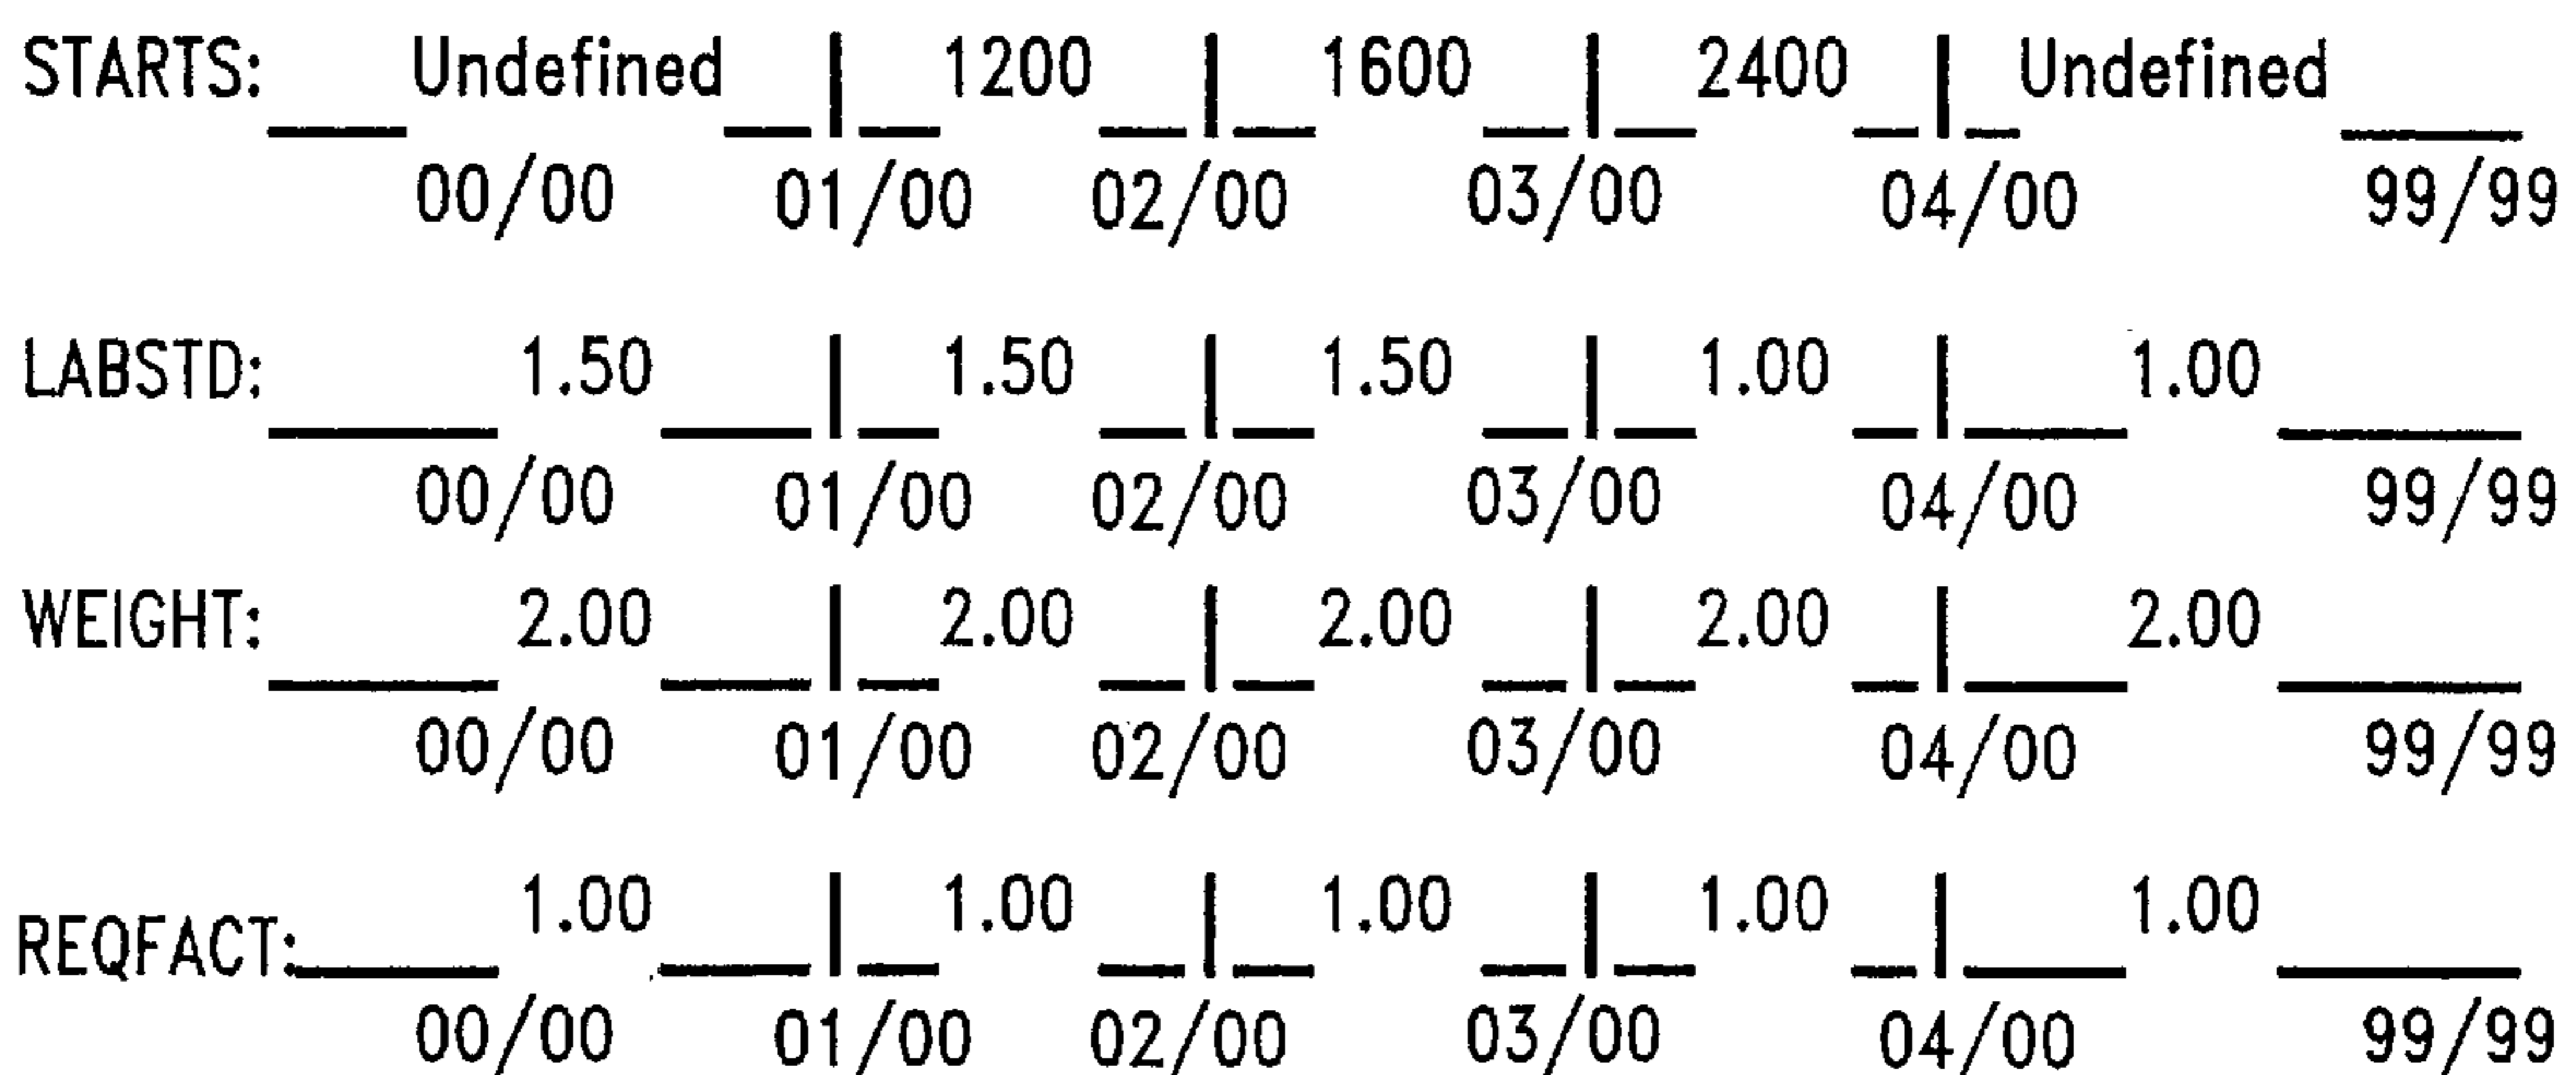 STARTS: Undefined 1200 1600 2400 Undefined
00/00 01/00 02/00 03/00 04/00 99/99
LABSTD: 1.50 1.50 1.50 1.00 1.00
00/00 01/00 02/00 03/00 04/00 99/99
WEIGHT: 2.00 2.00 2.00 2.00 2.00
00/00 01/00 02/00 03/00 04/00 99/99
REQFACT: 1.00 1.00 1.00 1.00 1.00
00/00 01/00 02/00 03/00 04/00 99/99